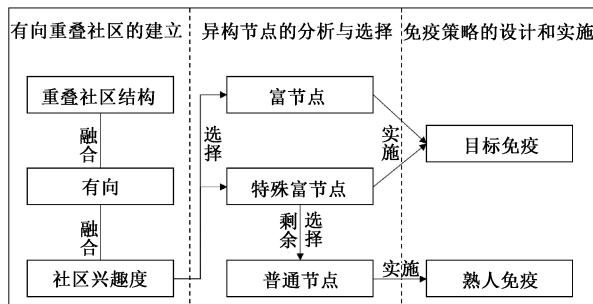 有向重叠社区的建立
异构节点的分析与选择
免疫策略的设计和实施
重叠社区结构
融合
有向
融合
社区兴趣度
选择
富节点
特殊富节点
剩余
选择
普通节点
实施
目标免疫
实施
熟人免疫